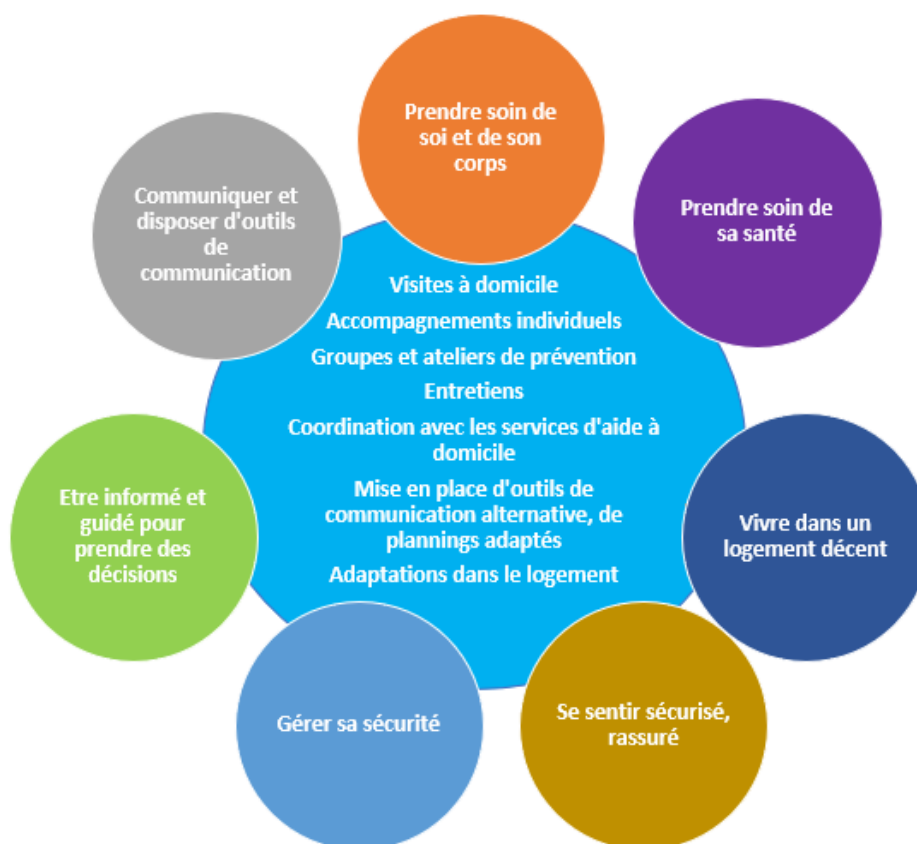 Prendre soin de
soi et de son
corps
Prendre soin de
sa santé
Vivre dans un
logement décent
Se sentir sécurisé,
rassuré
Gérer sa sécurité
Etre informé et
guidé pour
prendre des
décisions
Communiquer et
disposer d'outils
de
communication
Visites à domicile
Accompagnements individuels
Groupes et ateliers de prévention
Entretiens
Coordination avec les services d'aide à
domicile
Mise en place d'outils de
communication alternative, de
plannings adaptés
Adaptations dans le logement